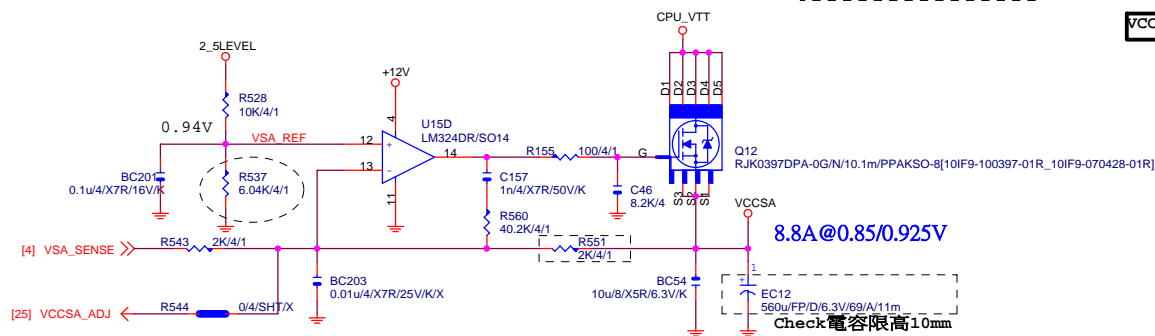 CPU_VTT
VCC
2_5LEVEL
+12V
D1
D2
D3
D4
D5
R528
10K/4/1
4
U15D
LM324DR/SO14
0.94V
VSA_REF
12
+
13
-
14
11
R155
100/4/1
G
Q12
RJK0397DPA-0G/N/10.1m/PPAKSO-8[10IF9-100397-01R_10IF9-070428-01R]
BC201
0.1u/4/X7R/16V/K
R537
6.04K/4/1
C157
1n/4/X7R/50V/K
C46
8.2K/4
S3
S2
S1
VCCSA
R560
40.2K/4/1
8.8A@0.85/0.925V
[4] VSA_SENSE
R543
2K/4/1
R551
2K/4/1
BC203
0.01u/4/X7R/25V/K/X
BC54
10u/8/X5R/6.3V/K
1
+
EC12
560u/FP/D/6.3V/69/A/11m
[25] VCCSA_ADJ
R544
0/4/SHT/X
Check電容限高10mm